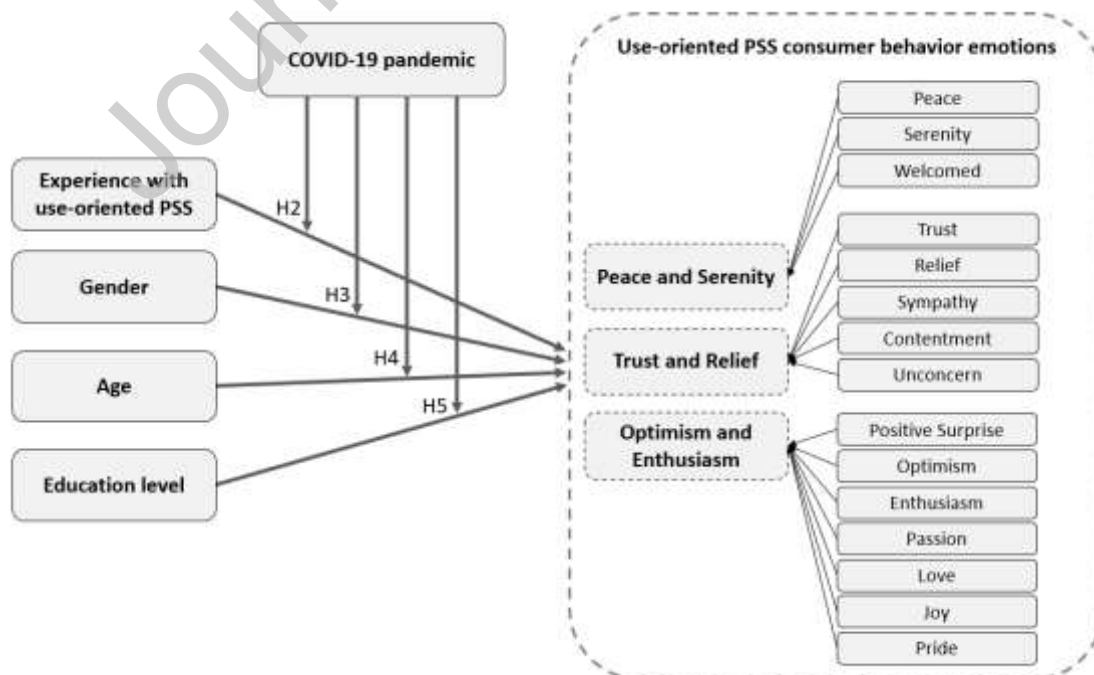 Jour
COVID-19 pandemic
Experience with
use-oriented PSS
Gender
Age
Education level
H2
H3
H4
H5
Use-oriented PSS consumer behavior emotions
Peace and Serenity
Trust and Relief
Optimism and
Enthusiasm
Peace
Serenity
Welcomed
Trust
Relief
Sympathy
Contentment
Unconcern
Positive Surprise
Optimism
Enthusiasm
Passion
Love
Joy
Pride